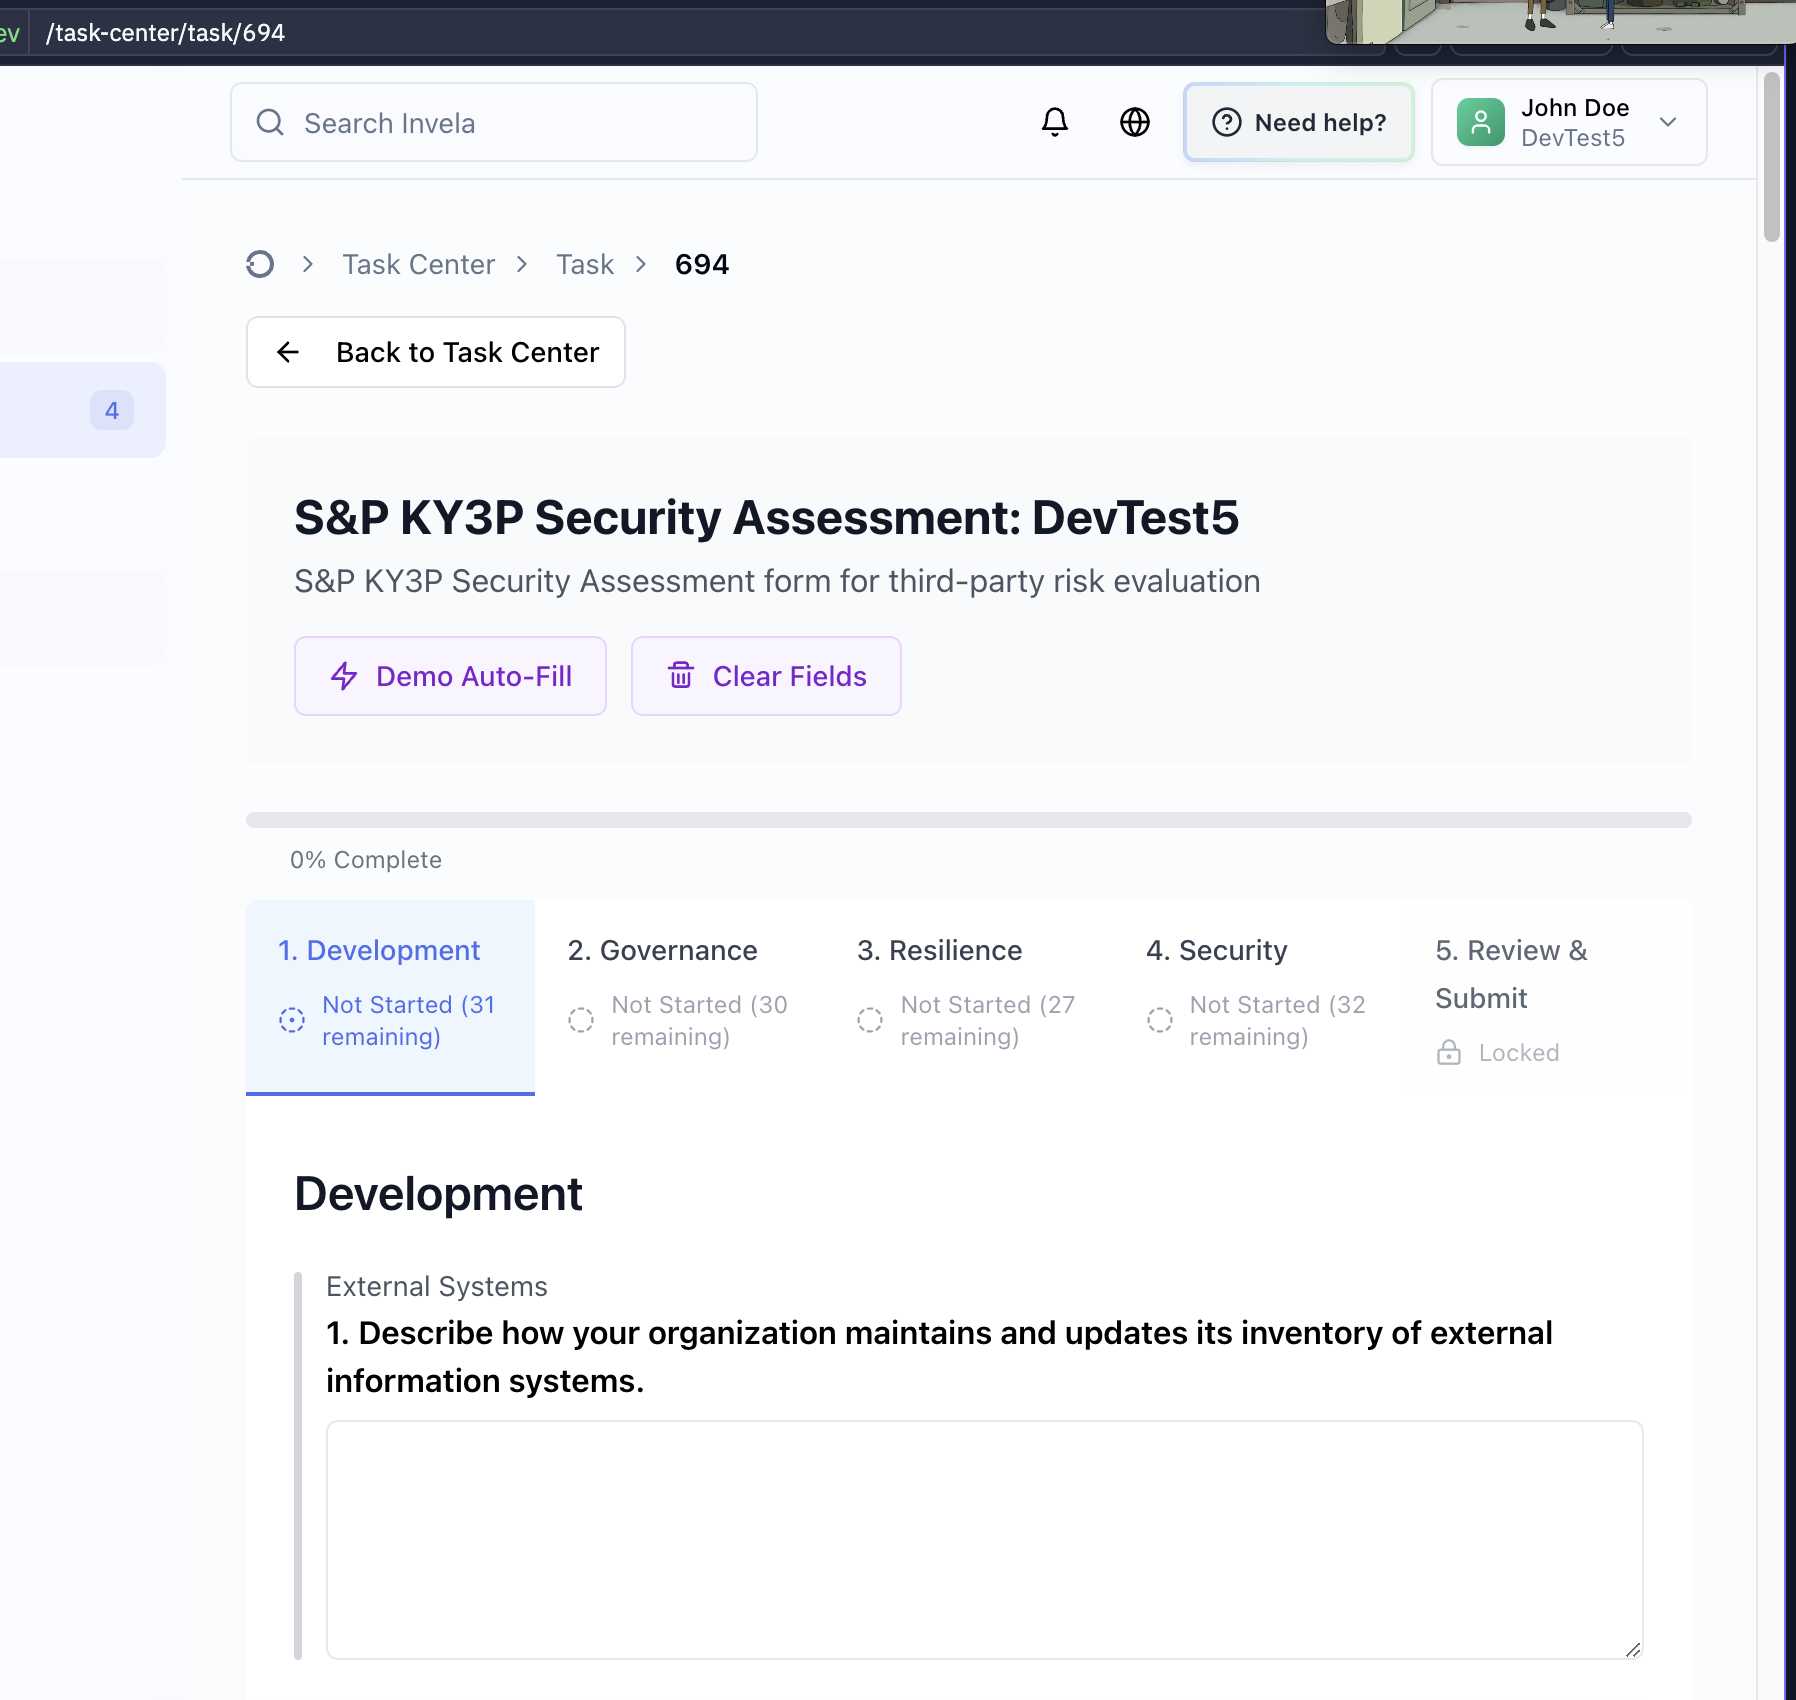 ev /task-center/task/694
Search Invela
Need help?
John Doe
DevTest5
Task Center
Task
694
Back to Task Center
4
S&P KY3P Security Assessment: DevTest5
S&P KY3P Security Assessment form for third-party risk evaluation
Demo Auto-Fill
Clear Fields
0% Complete
1. Development
Not Started (31
remaining)
2. Governance
Not Started (30
remaining)
3. Resilience
Not Started (27
remaining)
4. Security
Not Started (32
remaining)
5. Review &
Submit
Locked
Development
External Systems
1. Describe how your organization maintains and updates its inventory of external
information systems.